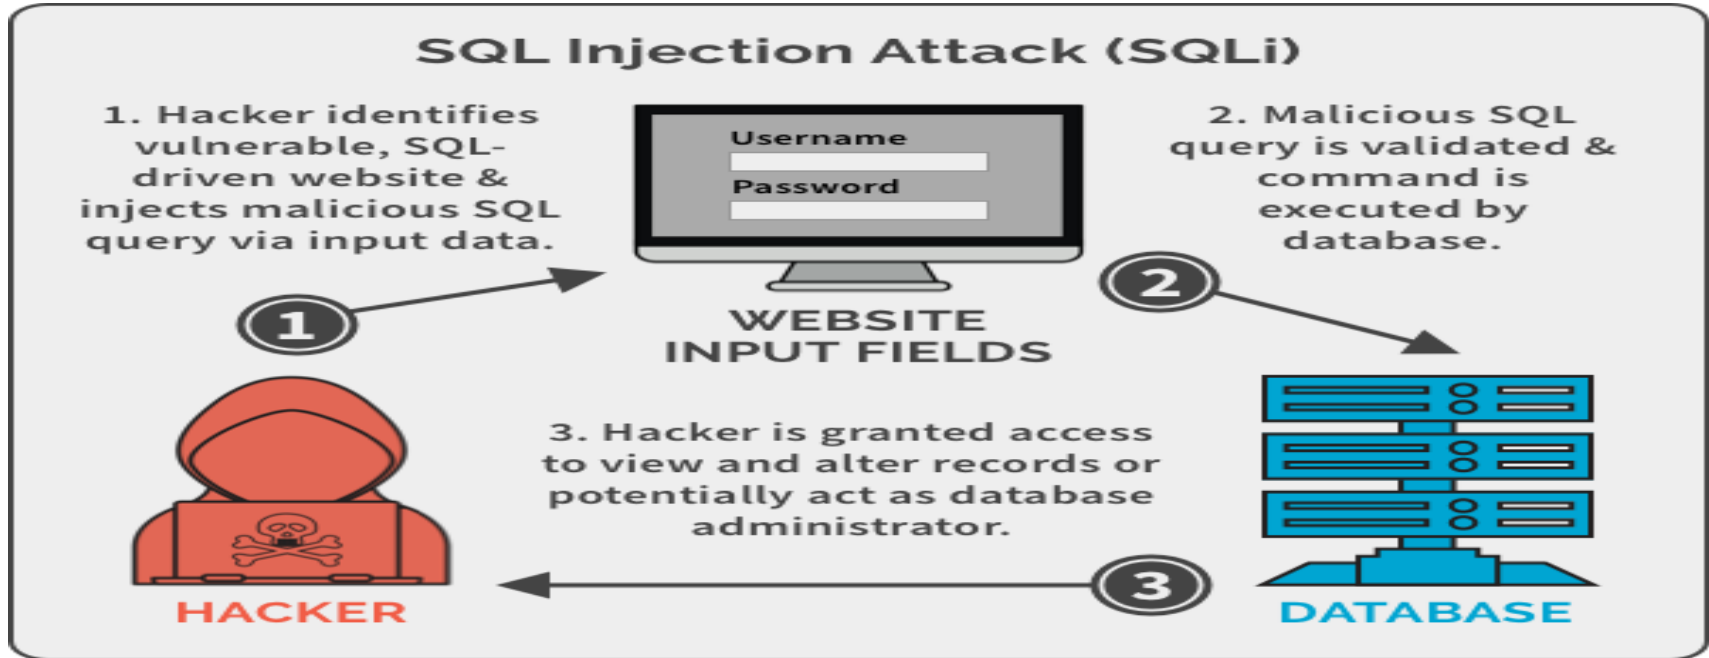 SQL Injection Attack (SQLi)
1. Hacker identifies
vulnerable, SQL-
driven website &
injects malicious SQL
query via input data.
Username
Password
2. Malicious SQL
query is validated &
command is
executed by
database.
1
2
WEBSITE
INPUT FIELDS
3. Hacker is granted access
to view and alter records or
potentially act as database
administrator.
3
HACKER
DATABASE